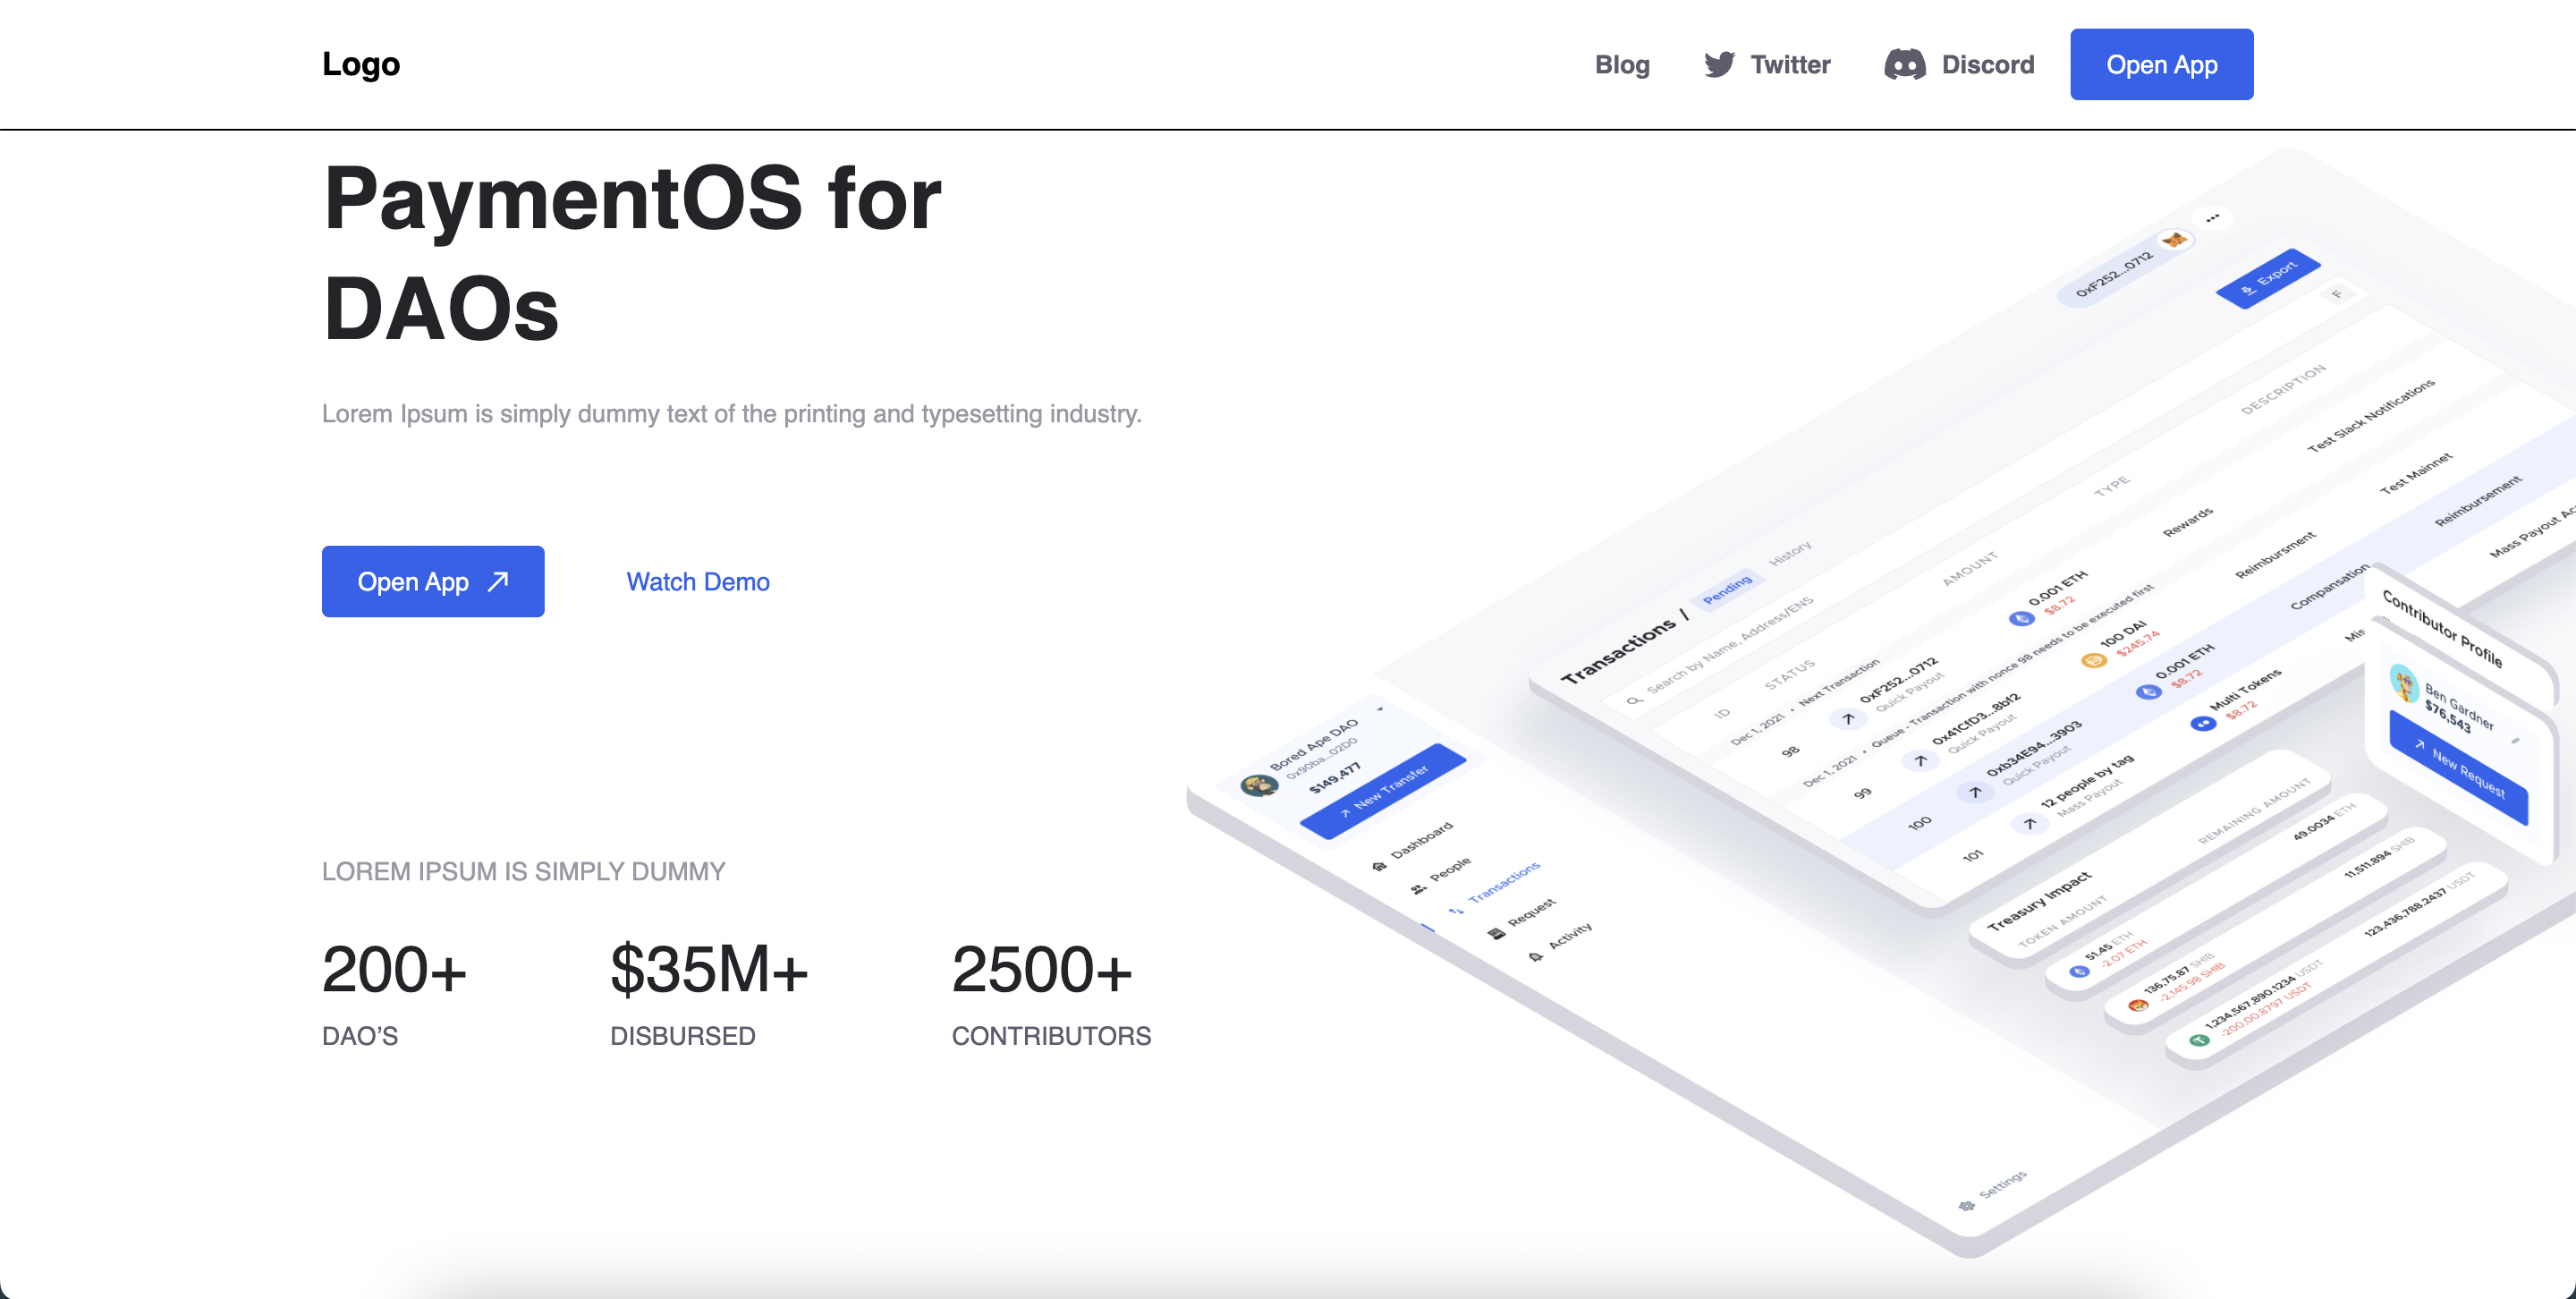 Logo
Blog
Twitter
Discord
Open App
PaymentOS for
DAOs
Lorem Ipsum is simply dummy text of the printing and typesetting industry.
Open App
Watch Demo
LOREM IPSUM IS SIMPLY DUMMY
200+
DAO'S
$35M+
DISBURSED
2500+
CONTRIBUTORS
0xF252...0712
Export
F
Transactions / Pending History
Search by Name, Address/ENS
ID STATUS AMOUNT TYPE DESCRIPTION
Dec 1, 2021 • Next Transaction
98 0xF252...0712 0.001 ETH Rewards Test Slack Notifications
Quick Payout $8.72
Dec 1, 2021 • Queue - Transaction with nonce 98 needs to be executed first
99 0x41CfD3...8bf2 100 DAI Reimbursment Test Mainnet
Quick Payout $245.74
100 0xb34E94...3903 0.001 ETH Compansation Reimbursement
Quick Payout $8.72
101 12 people by tag Multi Tokens Mis Mass Payout Ac
Mass Payout $8.72
Bored Ape DAO
0x90ba...02D0
$149,477
New Transfer
Dashboard
People
Transactions
Request
Activity
Settings
Contributor Profile
Ben Gardner
$76,543
New Request
Treasury Impact
TOKEN AMOUNT REMAINING AMOUNT
51.45 ETH 49.0034 ETH
-2.07 ETH
136,75.87 SHIB 11,511.894 SHIB
-2,145.98 SHIB
1,234,567,890.1234 USDT 123,436,788.2437 USDT
-200,00.8797 USDT